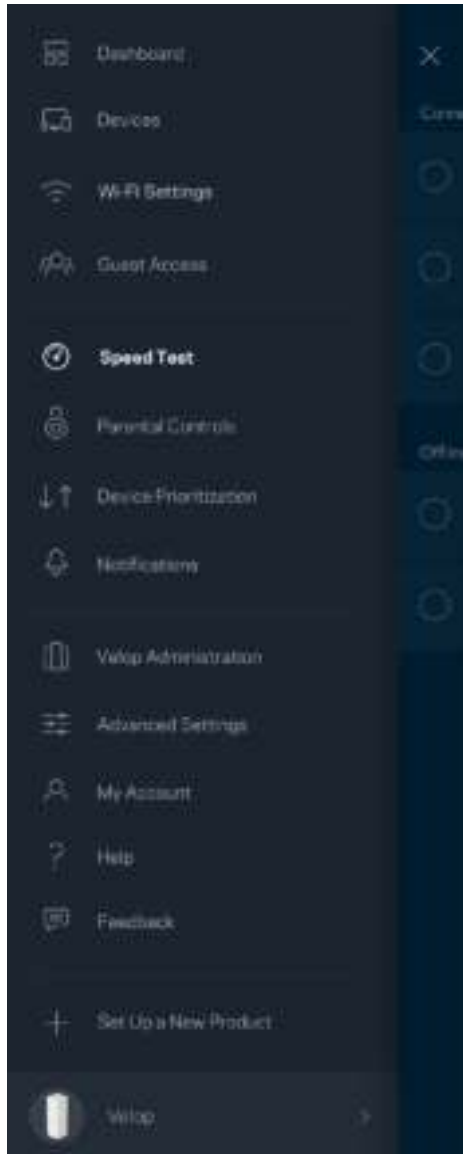 Dashboard
Devices
Wi-Fi Settings
Guest Access
Speed Test
Parental Controls
Device Prioritization
Notifications
Velop Administration
Advanced Settings
My Account
Help
Feedback
Set Up a New Product
Velop